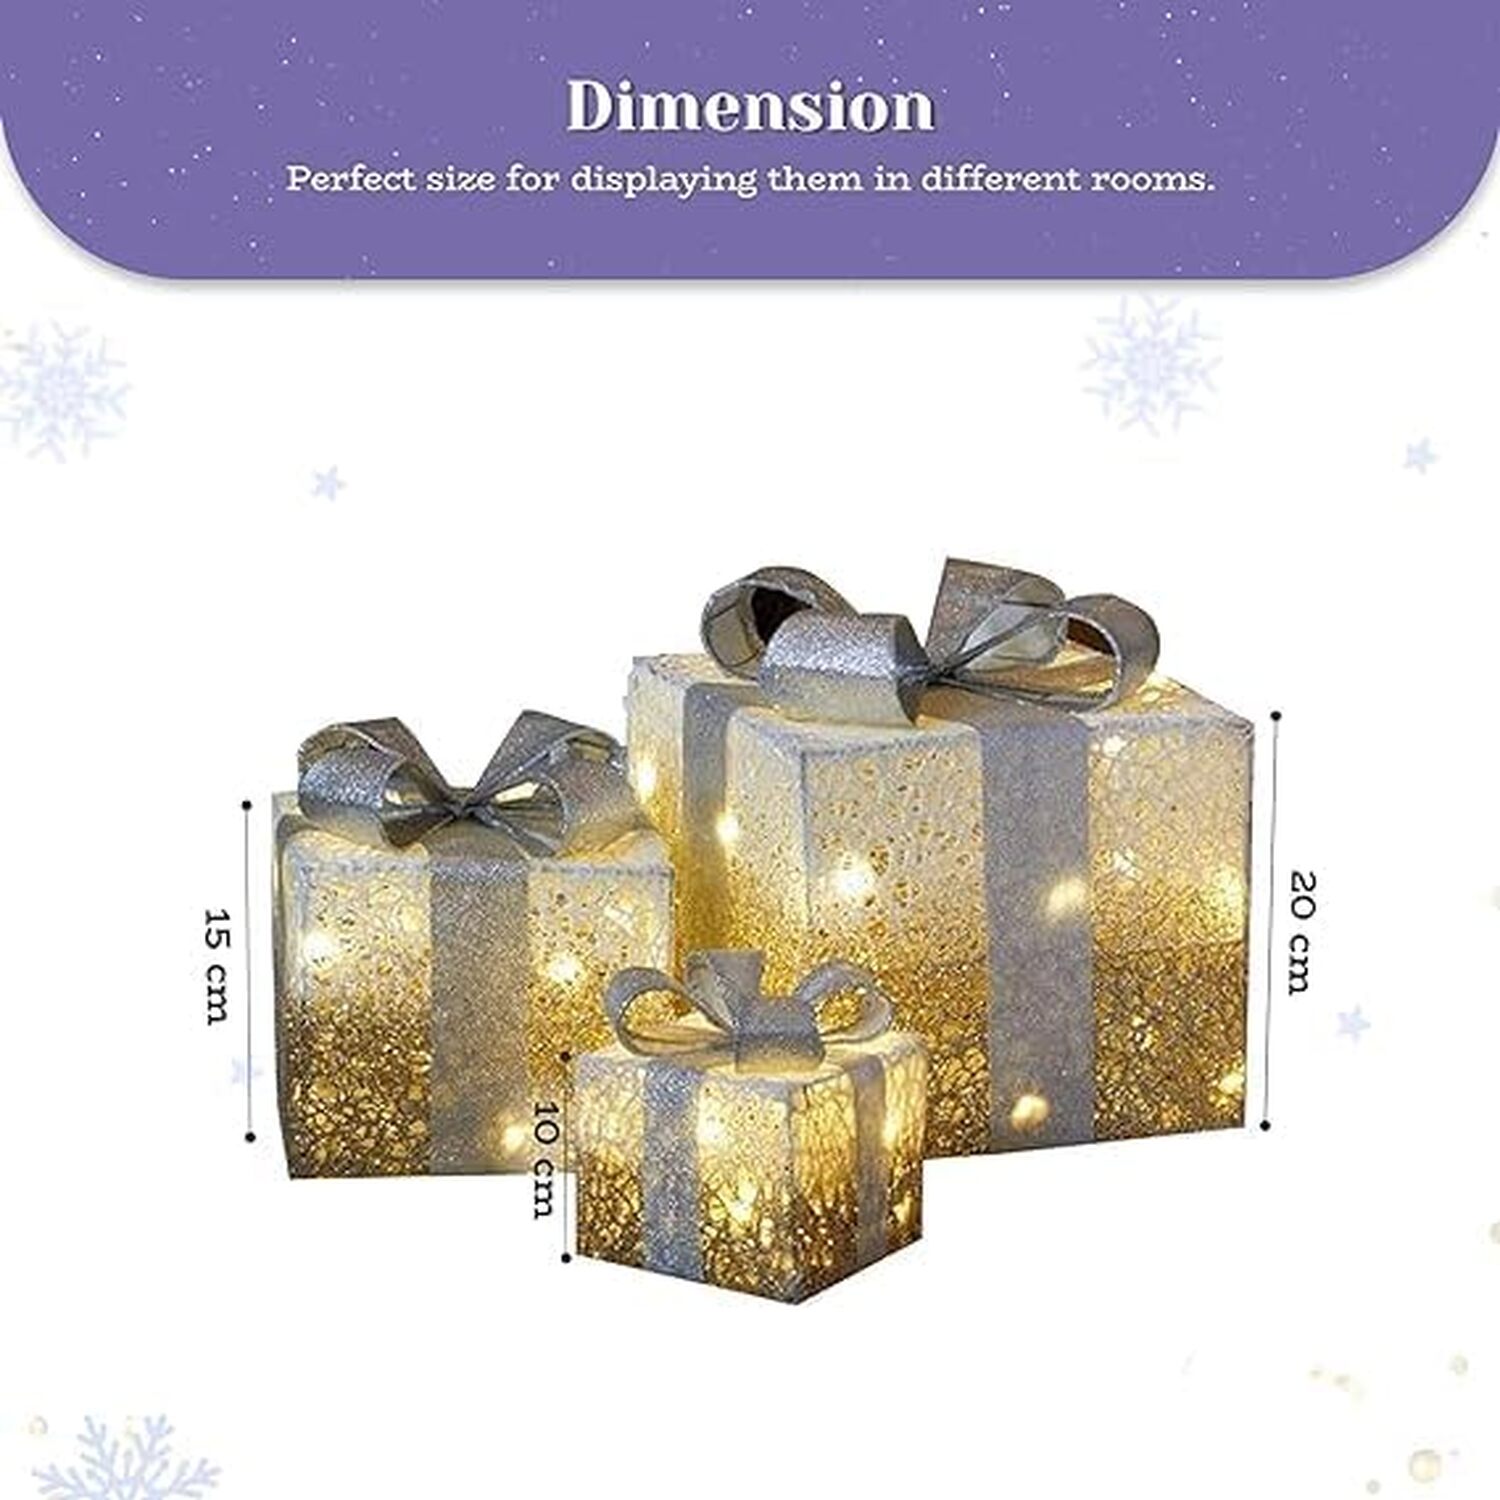 Dimension
Perfect size for displaying them in different rooms.
15 cm
10 cm
20 cm